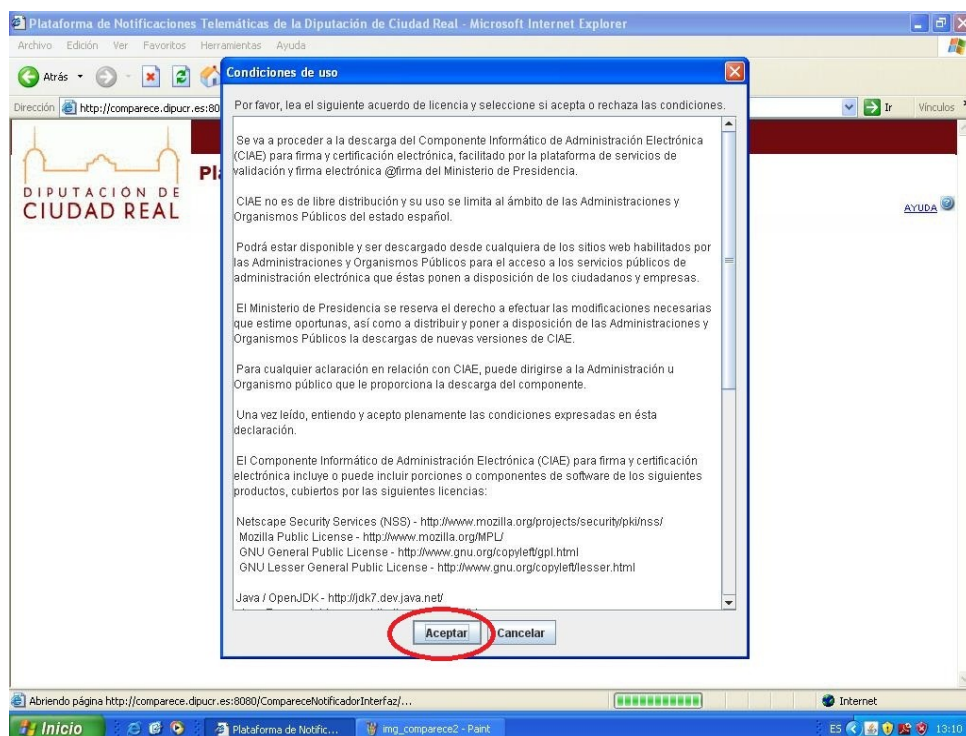 Plataforma de Notificaciones Telemáticas de la Diputación de Ciudad Real - Microsoft Internet Explorer
Archivo Edición Ver Favoritos Herramientas Ayuda
Atrás
Dirección http://comparece.dipucr.es:80 Ir Vínculos
DIPUTACIÓN DE
CIUDAD REAL
AYUDA
Condiciones de uso
Por favor, lea el siguiente acuerdo de licencia y seleccione si acepta o rechaza las condiciones.
Se va a proceder a la descarga del Componente Informático de Administración Electrónica
(CIAE) para firma y certificación electrónica, facilitado por la plataforma de servicios de
validación y firma electrónica @firma del Ministerio de Presidencia.
CIAE no es de libre distribución y su uso se limita al ámbito de las Administraciones y
Organismos Públicos del estado español.
Podrá estar disponible y ser descargado desde cualquiera de los sitios web habilitados por
las Administraciones y Organismos Públicos para el acceso a los servicios públicos de
administración electrónica que éstas ponen a disposición de los ciudadanos y empresas.
El Ministerio de Presidencia se reserva el derecho a efectuar las modificaciones necesarias
que estime oportunas, así como a distribuir y poner a disposición de las Administraciones y
Organismos Públicos la descargas de nuevas versiones de CIAE.
Para cualquier aclaración en relación con CIAE, puede dirigirse a la Administración u
Organismo público que le proporciona la descarga del componente.
Una vez leído, entiendo y acepto plenamente las condiciones expresadas en ésta
declaración.
El Componente Informático de Administración Electrónica (CIAE) para firma y certificación
electrónica incluye o puede incluir porciones o componentes de software de los siguientes
productos, cubiertos por las siguientes licencias:
Netscape Security Services (NSS) - http://www.mozilla.org/projects/security/pki/nss/
Mozilla Public License - http://www.mozilla.org/MPL/
GNU General Public License - http://www.gnu.org/copyleft/gpl.html
GNU Lesser General Public License - http://www.gnu.org/copyleft/lesser.html
Java / OpenJDK - http://jdk7.dev.java.net/
Aceptar Cancelar
Abriendo página http://comparece.dipucr.es:8080/CompareceNotificadorInterfaz/... Internet
Inicio Plataforma de Notific... img_comparece2 - Paint ES 13:10